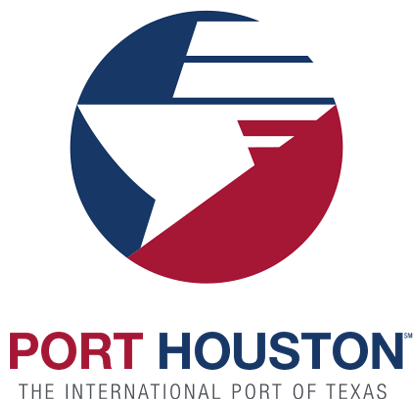 PORT HOUSTON℠
THE INTERNATIONAL PORT OF TEXAS